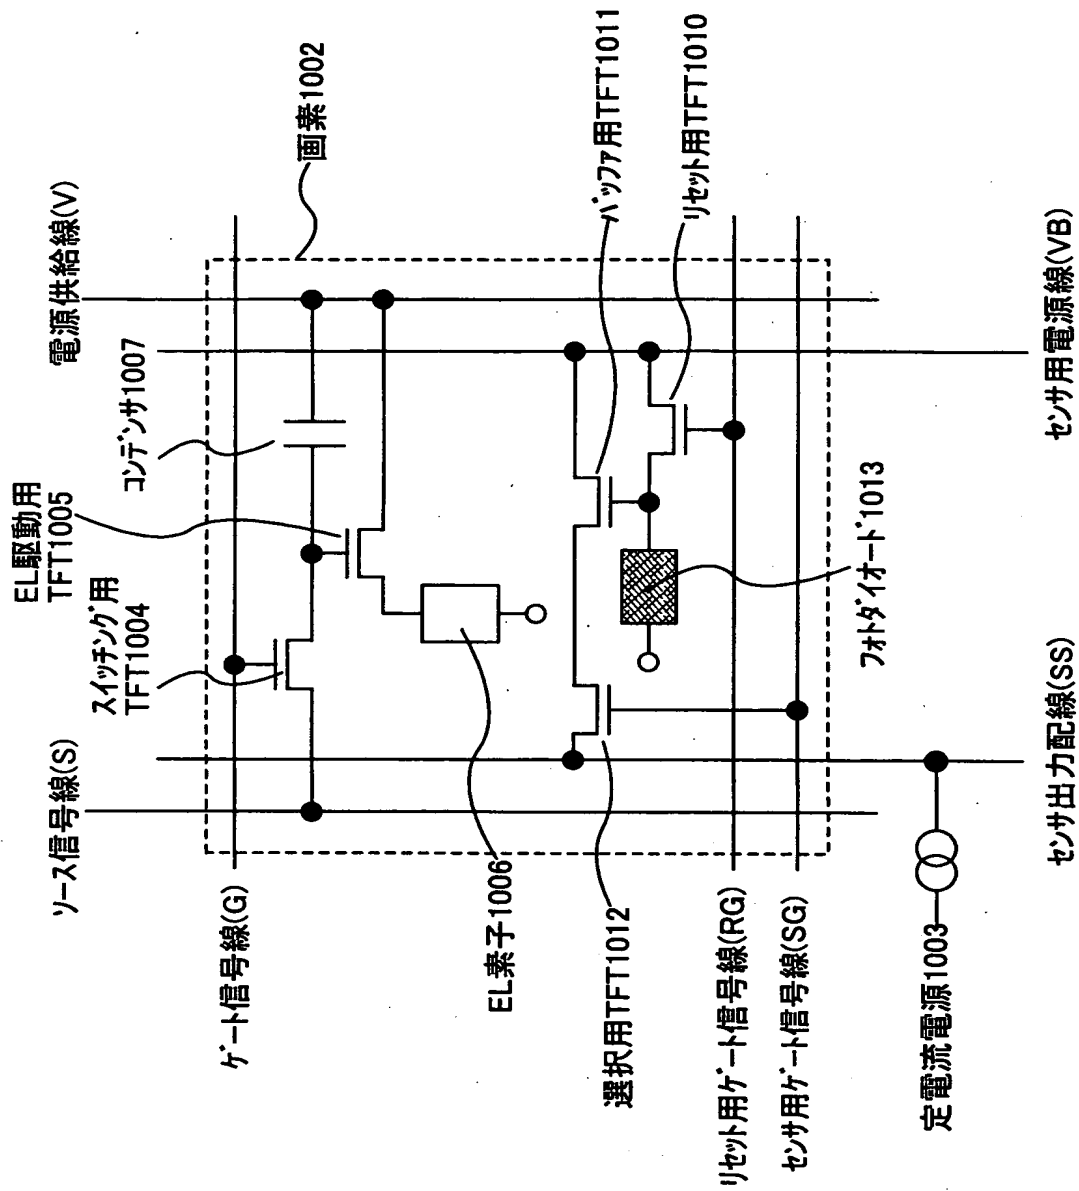 ソース信号線(S)
電源供給線(V)
EL駆動用
TFT1005
コンデンサ1007
画素1002
スイッチング用
TFT1004
ゲート信号線(G)
バッファ用TFT1011
リセット用TFT1010
EL素子1006
選択用TFT1012
フォトダイオード1013
リセット用ゲート信号線(RG)
センサ用ゲート信号線(SG)
定電流電源1003
センサ出力配線(SS)
センサ用電源線(VB)